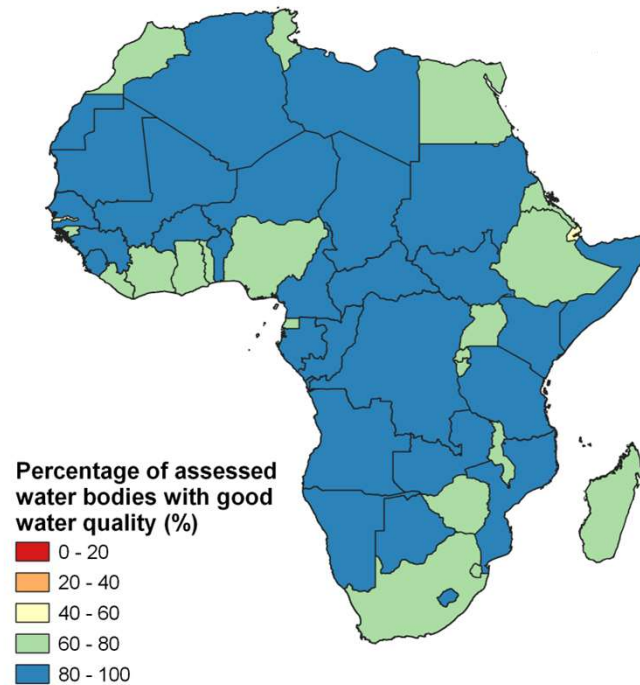 Percentage of assessed
water bodies with good
water quality (%)
0 - 20
20 - 40
40 - 60
60 - 80
80 - 100